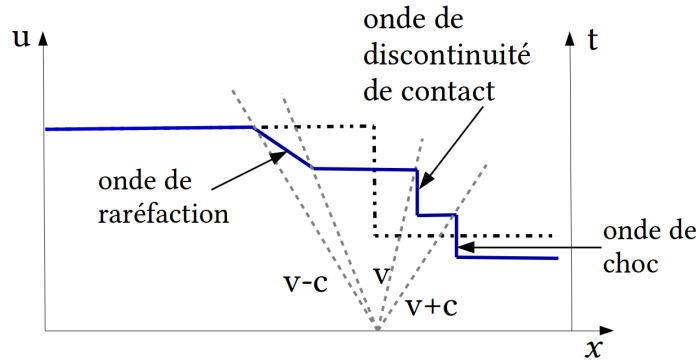 onde de
discontinuité
de contact
u
t
onde de
raréfaction
onde de
choc
v-c
v
v+c
x